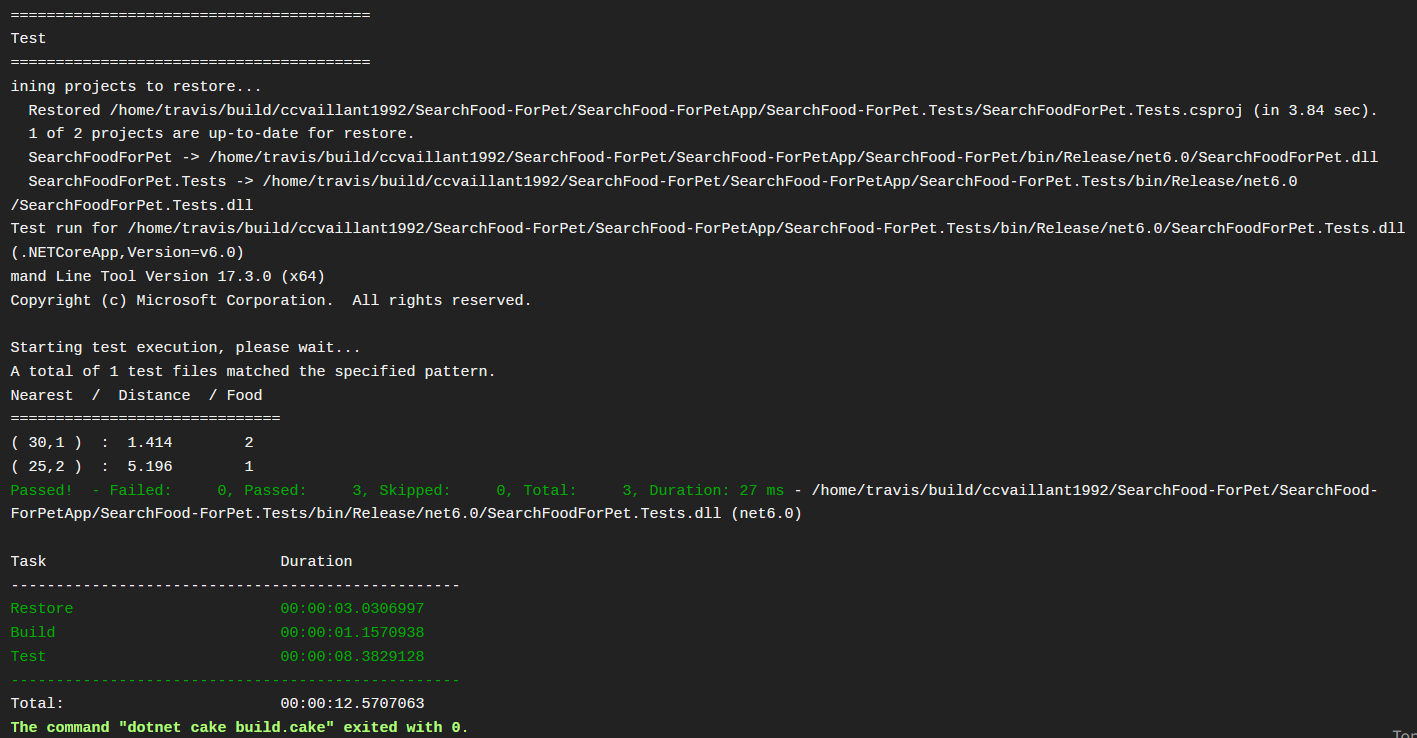 ========================================
Test
========================================
ining projects to restore...
  Restored /home/travis/build/ccvaillant1992/SearchFood-ForPet/SearchFood-ForPetApp/SearchFood-ForPet.Tests/SearchFoodForPet.Tests.csproj (in 3.84 sec).
  1 of 2 projects are up-to-date for restore.
  SearchFoodForPet -> /home/travis/build/ccvaillant1992/SearchFood-ForPet/SearchFood-ForPetApp/SearchFood-ForPet/bin/Release/net6.0/SearchFoodForPet.dll
  SearchFoodForPet.Tests -> /home/travis/build/ccvaillant1992/SearchFood-ForPet/SearchFood-ForPetApp/SearchFood-ForPet.Tests/bin/Release/net6.0
/SearchFoodForPet.Tests.dll
Test run for /home/travis/build/ccvaillant1992/SearchFood-ForPet/SearchFood-ForPetApp/SearchFood-ForPet.Tests/bin/Release/net6.0/SearchFoodForPet.Tests.dll
(.NETCoreApp,Version=v6.0)
mand Line Tool Version 17.3.0 (x64)
Copyright (c) Microsoft Corporation.  All rights reserved.

Starting test execution, please wait...
A total of 1 test files matched the specified pattern.
Nearest  /  Distance  / Food
==============================
( 30,1 )  :  1.414        2
( 25,2 )  :  5.196        1
Passed!  - Failed:     0, Passed:     3, Skipped:     0, Total:     3, Duration: 27 ms - /home/travis/build/ccvaillant1992/SearchFood-ForPet/SearchFood-
ForPetApp/SearchFood-ForPet.Tests/bin/Release/net6.0/SearchFoodForPet.Tests.dll (net6.0)

Task                          Duration
--------------------------------------------------
Restore                       00:00:03.0306997
Build                         00:00:01.1570938
Test                          00:00:08.3829128
--------------------------------------------------
Total:                        00:00:12.5707063
The command "dotnet cake build.cake" exited with 0.